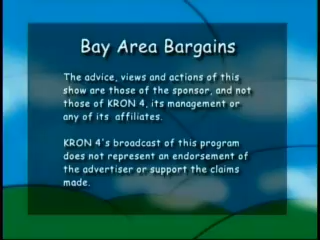 Bay Area Bargains
The advice, views and actions of this
show are those of the sponsor, and not
those of KRON 4, its management or
any of its affiliates.
KRON 4's broadcast of this program
does not represent an endorsement of
the advertiser or support the claims
made.